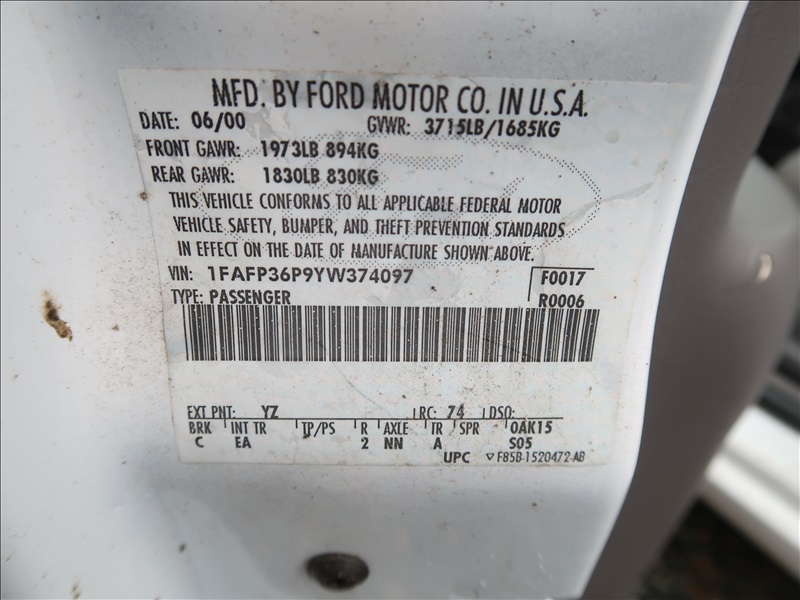 MFD. BY FORD MOTOR CO. IN U.S.A.
DATE: 06/00 GVWR: 3715LB/1685KG
FRONT GAWR: 1973LB 894KG
REAR GAWR: 1830LB 830KG
THIS VEHICLE CONFORMS TO ALL APPLICABLE FEDERAL MOTOR
VEHICLE SAFETY, BUMPER, AND THEFT PREVENTION STANDARDS
IN EFFECT ON THE DATE OF MANUFACTURE SHOWN ABOVE.
VIN: 1FAFP36P9YW374097 F0017
TYPE: PASSENGER R0006
EXT PNT: YZ RC: 74 DSO:
BRK INT TR TP/PS R AXLE TR SPR 0AK15
C EA 2 NN A S05
UPC ▽F85B-1520472-AB